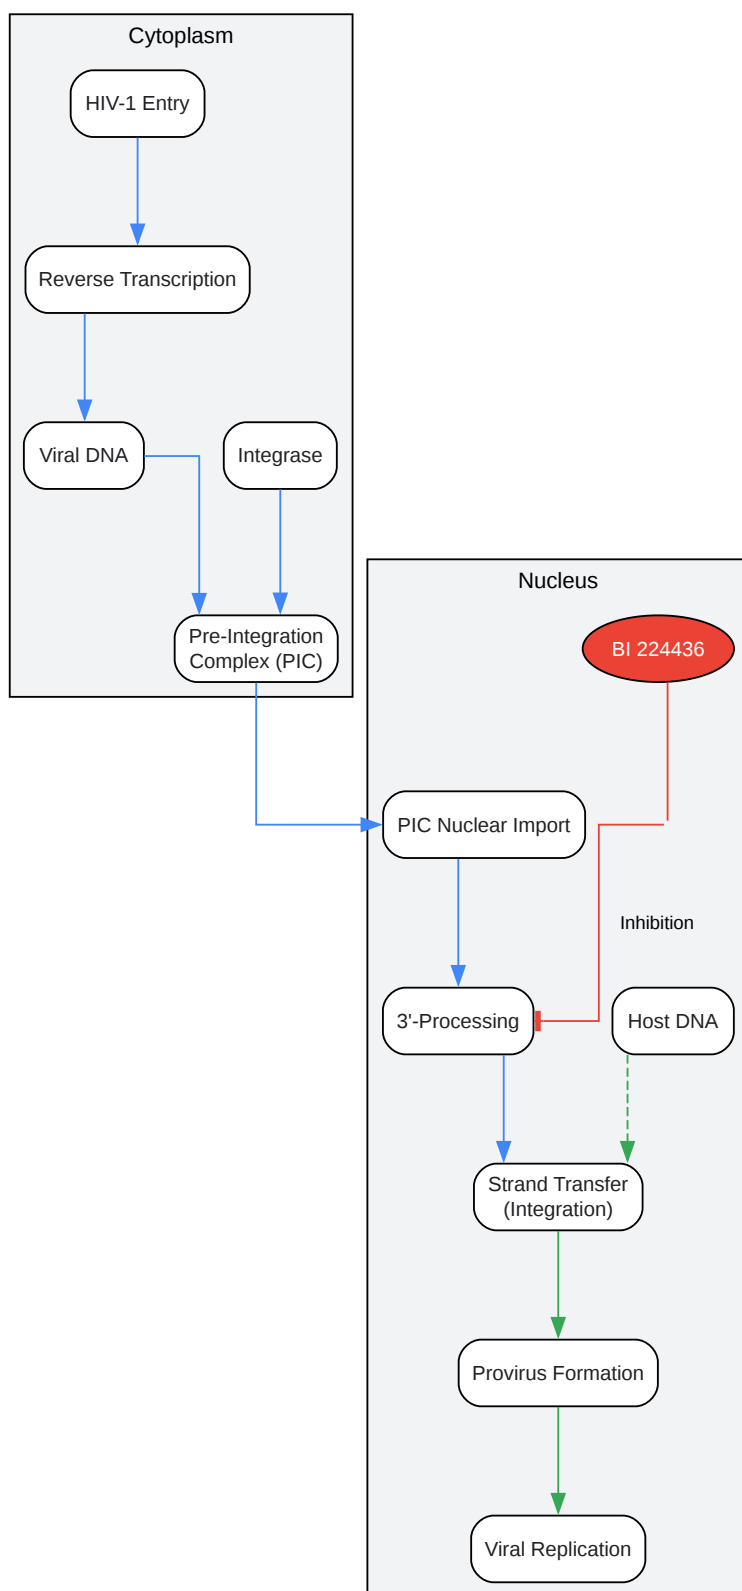 Cytoplasm
HIV-1 Entry
Reverse Transcription
Viral DNA
Integrase
Pre-Integration
Complex (PIC)
Nucleus
BI 224436
PIC Nuclear Import
Inhibition
3'-Processing
Host DNA
Strand Transfer
(Integration)
Provirus Formation
Viral Replication